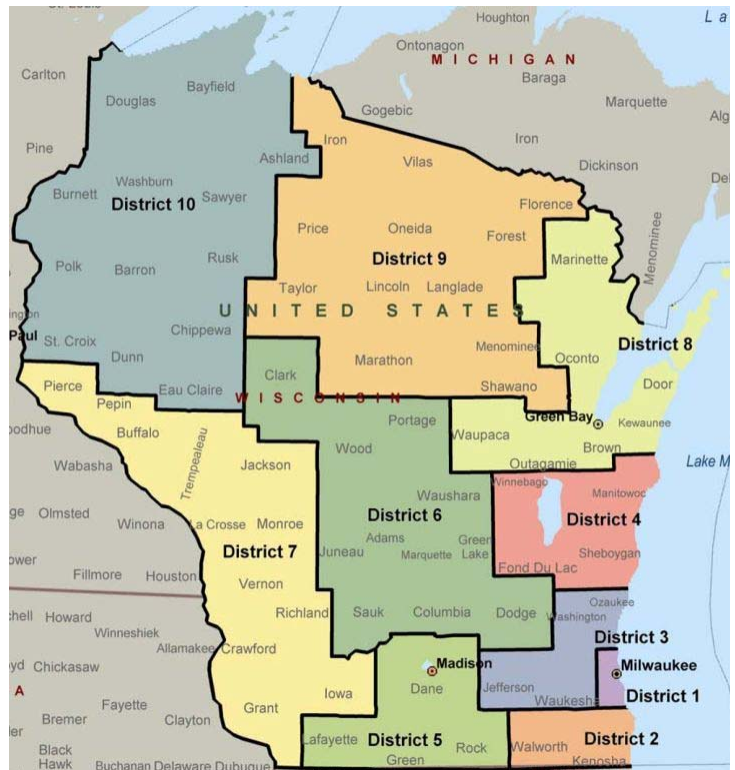 Houghton
La
Ontonagon
MICHIGAN
Baraga
Carlton
Bayfield
Douglas
Marquette
Gogebic
Pine
Iron
Iron
Ashland
Vilas
Dickinson
Washburn
Burnett
Sawyer
District 10
Florence
Price
Oneida
Forest
Menominee
Rusk
District 9
Marinette
Polk
Barron
Taylor
Lincoln
Langlade
UNITED STATES
Chippewa
Paul
St. Croix
District 8
Menominee
Dunn
Marathon
Oconto
Clark
Pierce
Eau Claire
Shawano
Door
WISCONSIN
Pepin
Portage
Green Bay
Kewaunee
Buffalo
Waupaca
Trempealeau
Wood
Brown
Wabasha
Jackson
Outagamie
Lake M
Winnebago
Manitowoc
Waushara
Olmsted
Winona
La Crosse
Monroe
District 6
District 4
Adams
Green
Lake
Juneau
Marquette
District 7
Sheboygan
Fond Du Lac
Fillmore
Houston
Vernon
Ozaukee
Richland
Sauk
Columbia
Dodge
Washington
Howard
Winneshiek
District 3
Allamakee
Crawford
Chickasaw
Madison
Milwaukee
A
Iowa
Dane
Jefferson
District 1
Fayette
Grant
Waukesha
Bremer
Clayton
Lafayette
District 5
Rock
Walworth
District 2
Black
Hawk
Buchanan
Delaware
Dubuque
Green
Kenosha